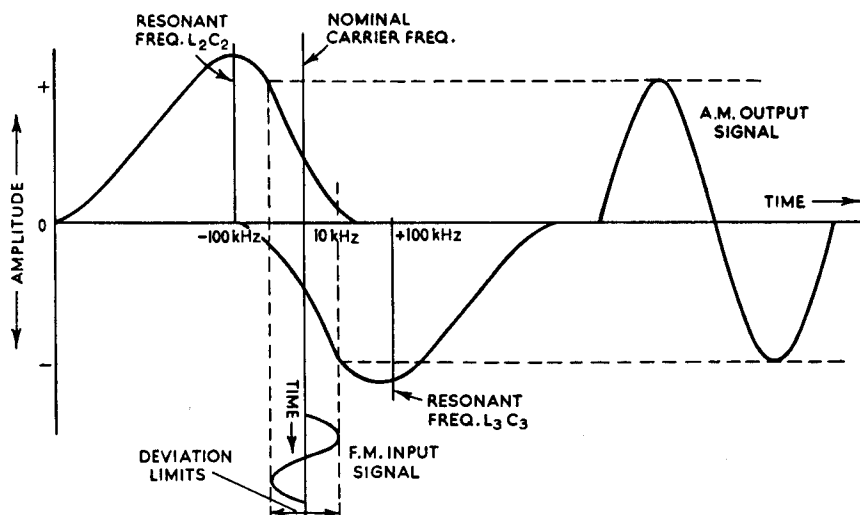 RESONANT
FREQ. L2C2
NOMINAL
CARRIER FREQ.
+
A.M. OUTPUT
SIGNAL
TIME
AMPLITUDE
0
-100 kHz
10 kHz
+100 kHz
-
TIME
RESONANT
FREQ. L3 C3
DEVIATION
LIMITS
F.M. INPUT
SIGNAL